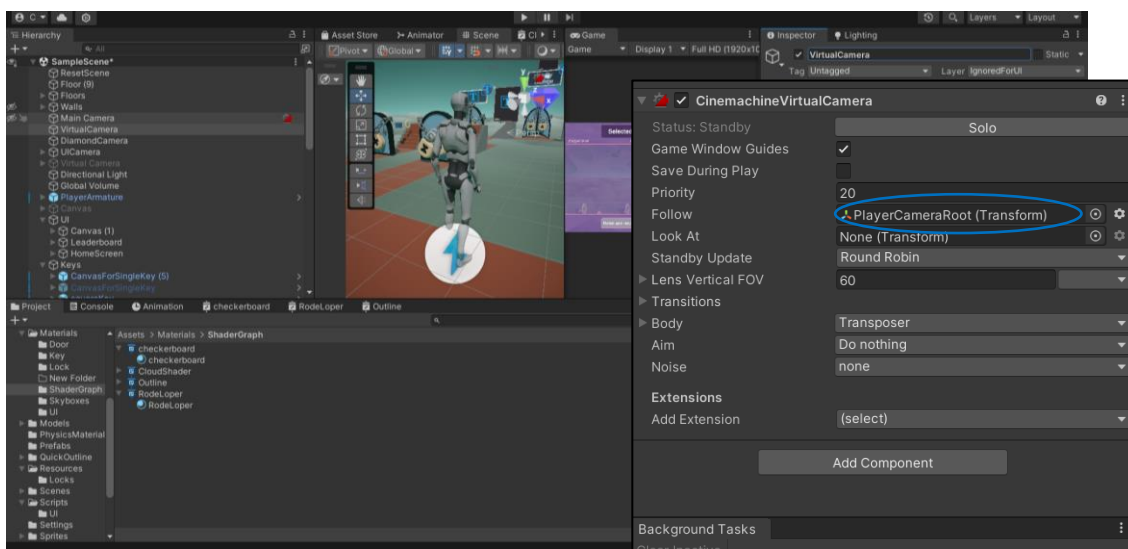 C
Layers
Layout
Hierarchy
All
SampleScene*
ResetScene
Floor (9)
Floors
Walls
Main Camera
VirtualCamera
DiamondCamera
UICamera
Virtual Camera
Directional Light
Global Volume
PlayerArmature
Canvas
UI
Canvas (1)
Leaderboard
HomeScreen
Keys
CanvasForSingleKey (5)
CanvasForSingleKey
Asset Store
Animator
Scene
Cl
Pivot
Global
Game
Game
Display 1
Full HD (1920x10
Selected
Inspector
Lighting
VirtualCamera
Static
Tag Untagged
Layer IgnoredForUI
CinemachineVirtualCamera
Status: Standby
Solo
Game Window Guides
Save During Play
Priority
20
Follow
PlayerCameraRoot (Transform)
Look At
None (Transform)
Standby Update
Round Robin
Lens Vertical FOV
60
Transitions
Body
Transposer
Aim
Do nothing
Noise
none
Extensions
Add Extension
(select)
Add Component
Background Tasks
Project
Console
Animation
checkerboard
RodeLoper
Outline
Materials
Door
Key
Lock
New Folder
ShaderGraph
Skyboxes
UI
Models
PhysicsMaterial
Prefabs
QuickOutline
Resources
Locks
Scenes
Scripts
UI
Settings
Sprites
Assets > Materials > ShaderGraph
checkerboard
checkerboard
CloudShader
Outline
RodeLoper
RodeLoper